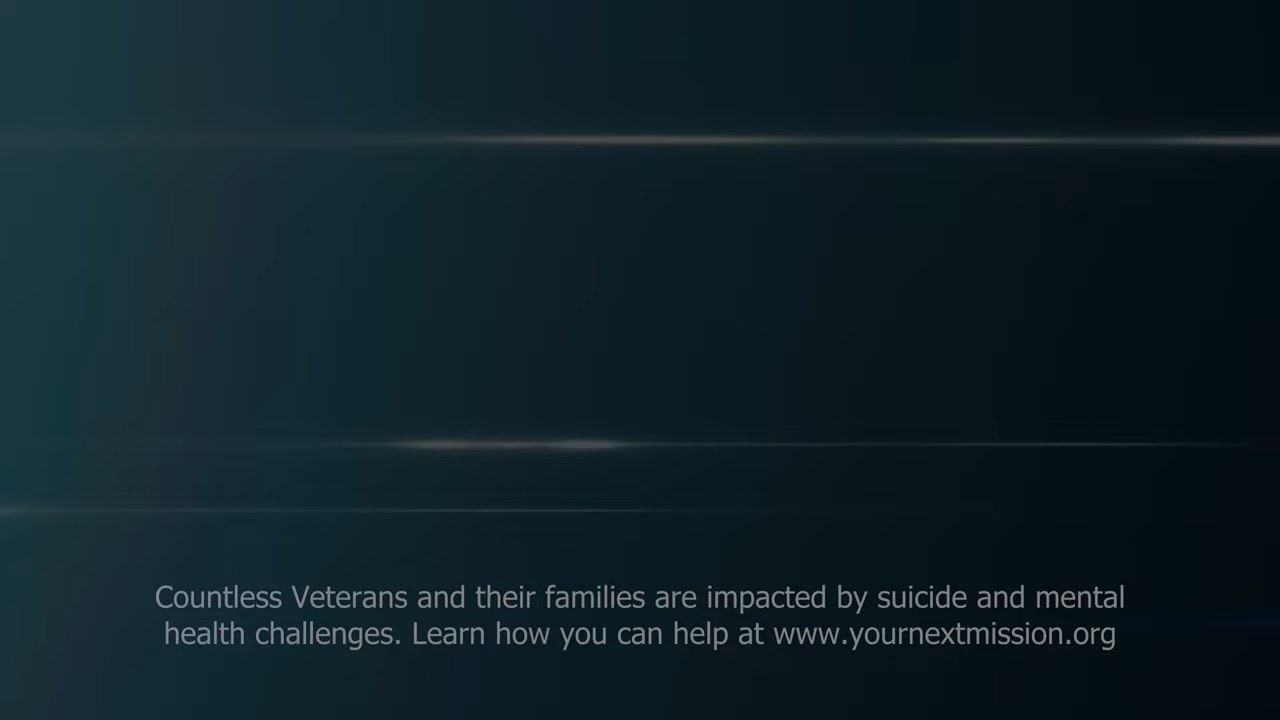 Countless Veterans and their families are impacted by suicide and mental
health challenges. Learn how you can help at www.yournextmission.org